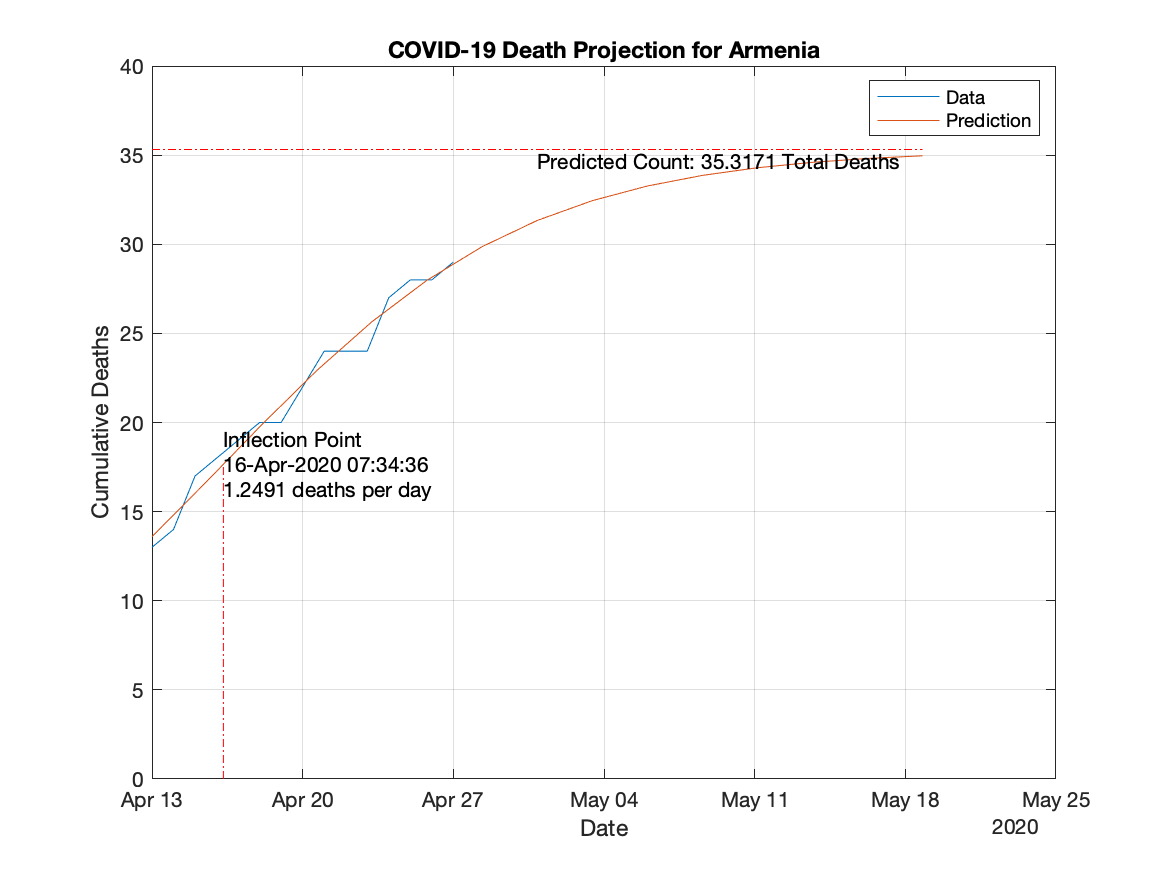 COVID-19 Death Projection for Armenia
40
35
30
25
20
15
10
5
0
Cumulative Deaths
Data
Prediction
Predicted Count: 35.3171 Total Deaths
Inflection Point
16-Apr-2020 07:34:36
1.2491 deaths per day
Apr 13 Apr 20 Apr 27 May 04 May 11 May 18 May 25
Date
2020